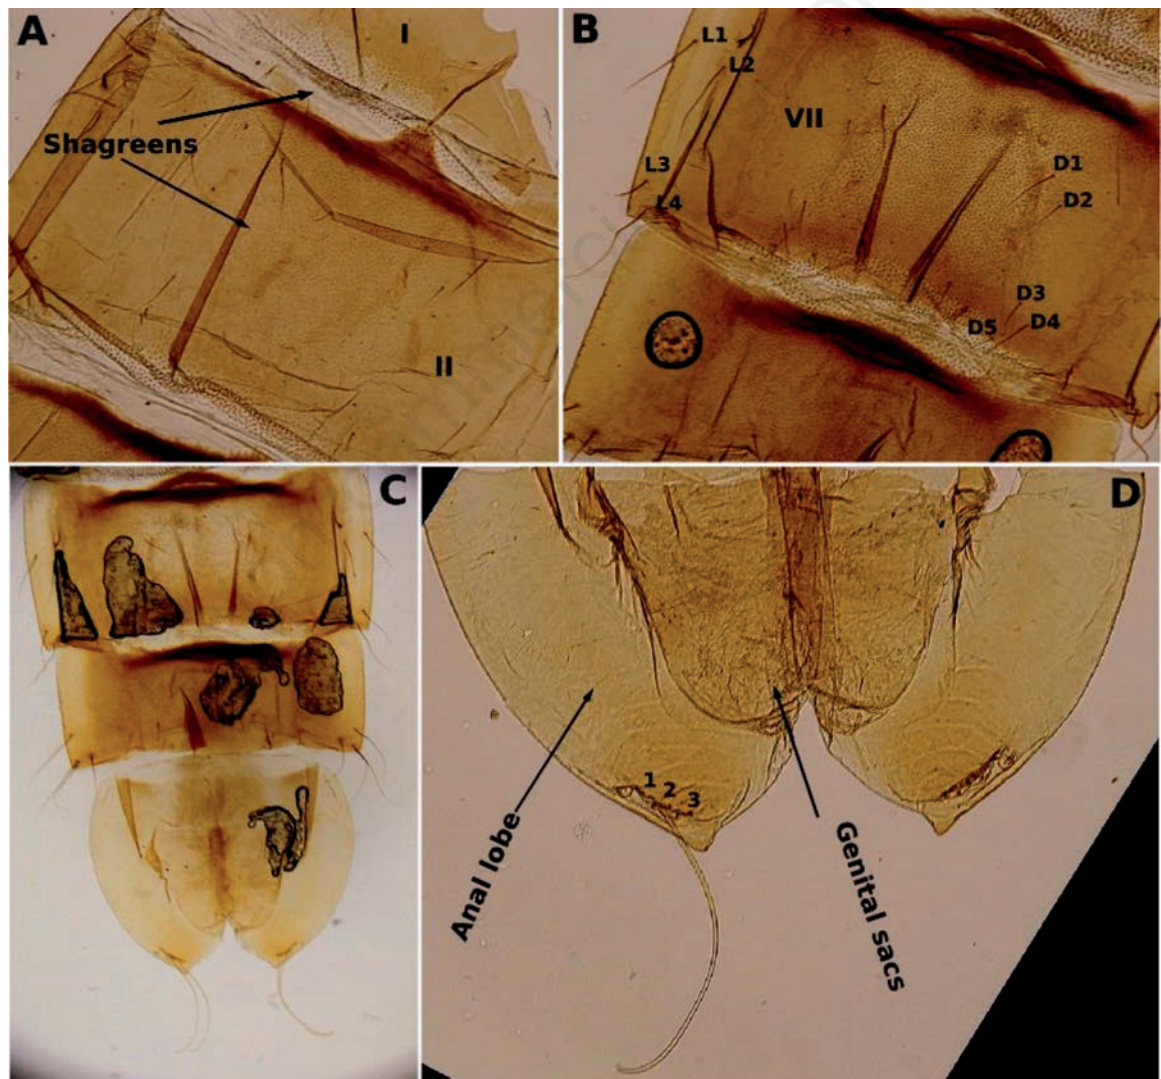 A
I
Shagreens
II
B
L1
L2
VII
L3
L4
D1
D2
D3
D5
D4
C
D
1 2 3
Anal lobe
Genital sacs